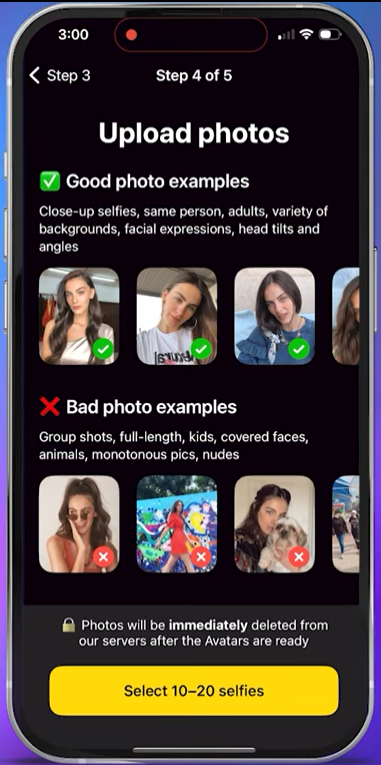 3:00
Step 3
Step 4 of 5
Upload photos
Good photo examples
Close-up selfies, same person, adults, variety of
backgrounds, facial expressions, head tilts and
angles
Bad photo examples
Group shots, full-length, kids, covered faces,
animals, monotonous pics, nudes
Photos will be immediately deleted from
our servers after the Avatars are ready
Select 10–20 selfies